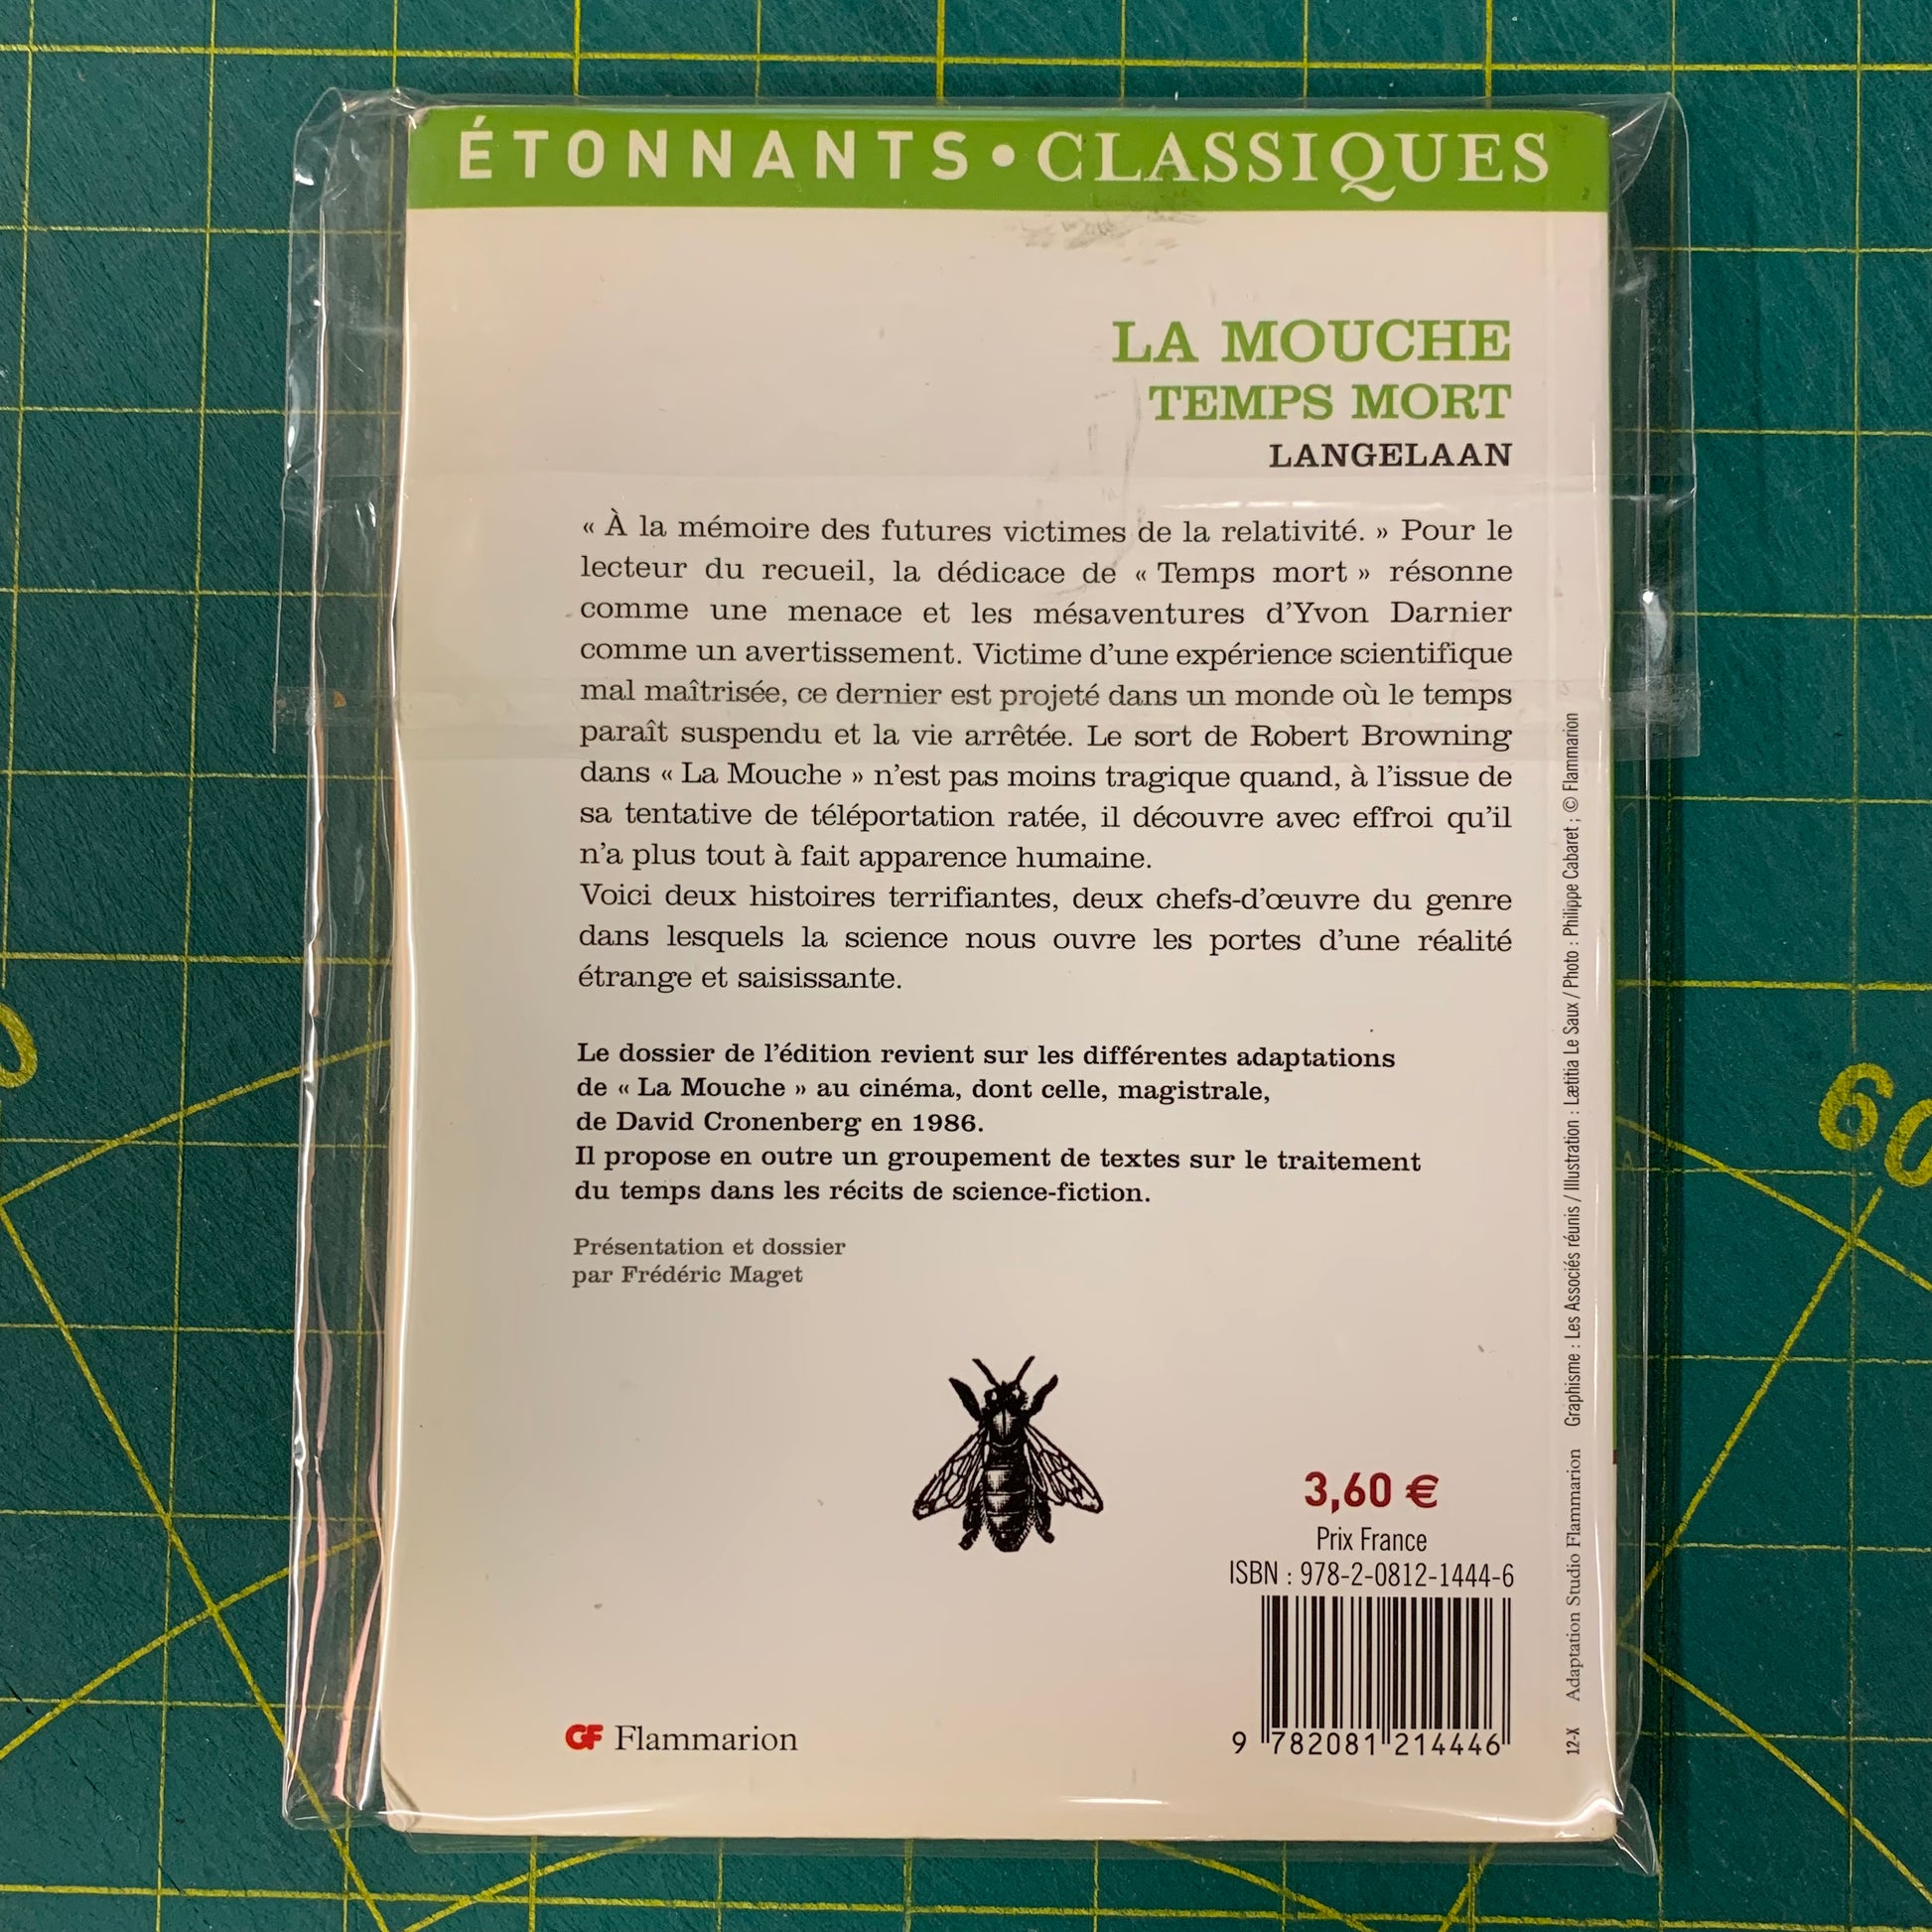 ÉTONNANTS • CLASSIQUES
LA MOUCHE
TEMPS MORT
LANGELAAN
« À la mémoire des futures victimes de la relativité. » Pour le
lecteur du recueil, la dédicace de « Temps mort » résonne
comme une menace et les mésaventures d'Yvon Darnier
comme un avertissement. Victime d'une expérience scientifique
mal maîtrisée, ce dernier est projeté dans un monde où le temps
paraît suspendu et la vie arrêtée. Le sort de Robert Browning
dans « La Mouche » n'est pas moins tragique quand, à l'issue de
sa tentative de téléportation ratée, il découvre avec effroi qu'il
n'a plus tout à fait apparence humaine.
Voici deux histoires terrifiantes, deux chefs-d'œuvre du genre
dans lesquels la science nous ouvre les portes d'une réalité
étrange et saisissante.
Le dossier de l'édition revient sur les différentes adaptations
de « La Mouche » au cinéma, dont celle, magistrale,
de David Cronenberg en 1986.
Il propose en outre un groupement de textes sur le traitement
du temps dans les récits de science-fiction.
Présentation et dossier
par Frédéric Maget
3,60 €
Prix France
ISBN : 978-2-0812-1444-6
9 782081 214446
GF Flammarion
12-X Adaptation Studio Flammarion Graphisme : Les Associés réunis / Illustration : Lætitia Le Saux / Photo : Philippe Cabaret ; © Flammarion
60